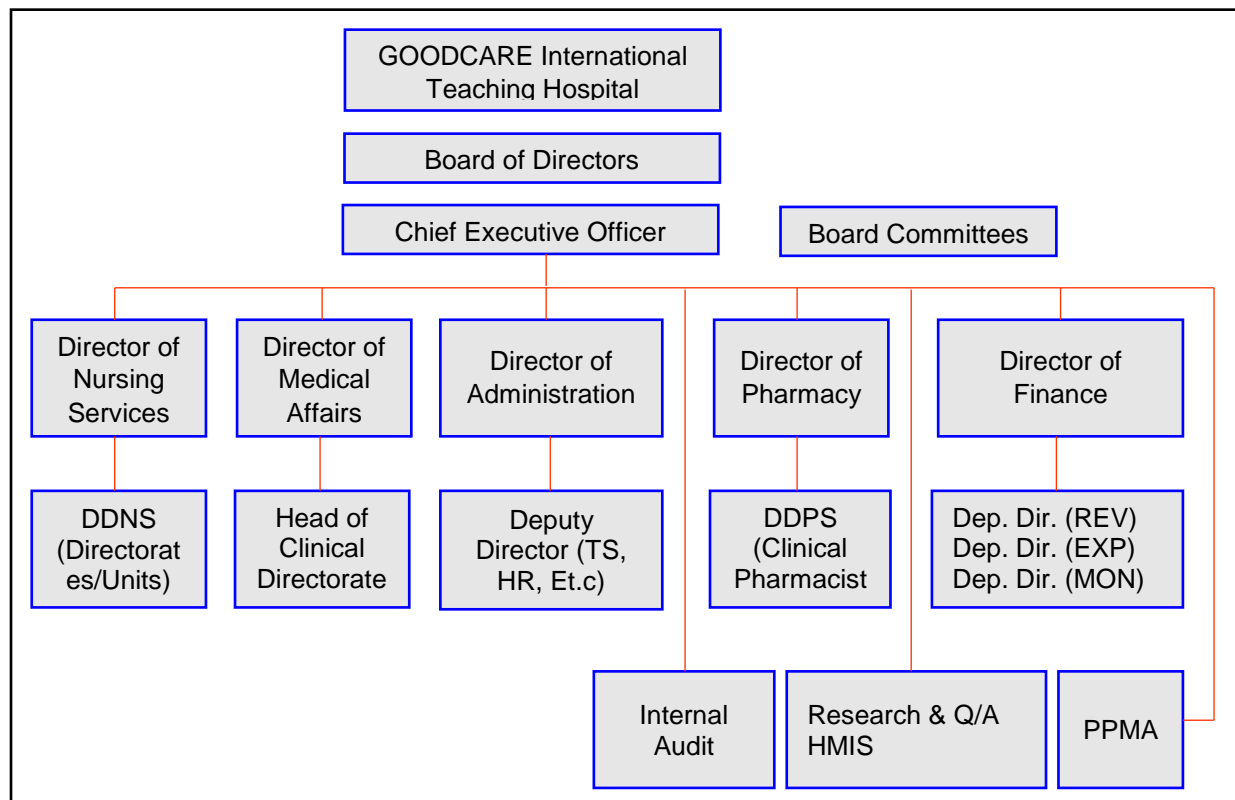 GOODCARE International
Teaching Hospital
Board of Directors
Chief Executive Officer
Board Committees
Director of
Nursing
Services
Director of
Medical
Affairs
Director of
Administration
Director of
Pharmacy
Director of
Finance
DDNS
(Directorat
es/Units)
Head of
Clinical
Directorate
Deputy
Director (TS,
HR, Et.c)
DDPS
(Clinical
Pharmacist
Dep. Dir. (REV)
Dep. Dir. (EXP)
Dep. Dir. (MON)
Internal
Audit
Research & Q/A
HMIS
PPMA